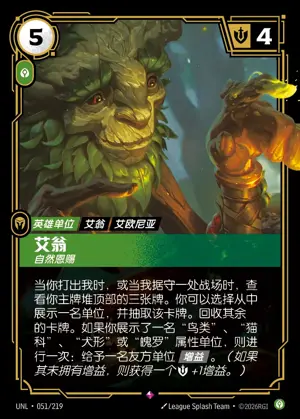 5
4
英雄单位 艾翁 艾欧尼亚
艾翁
自然恩赐
当你打出我时，或当我据守一处战场时，查
看你主牌堆顶部的三张牌。你可以选择从中
展示一名单位，并抽取该卡牌。回收其余
的卡牌。如果你展示了一名“鸟类”、“猫
科”、“犬形”或“魄罗”属性单位，则进
行一次：给予一名友方单位 增益 。（如果
其未拥有增益，则获得一个 +1增益。）
UNL • 051/219
League Splash Team • ©2026RGI